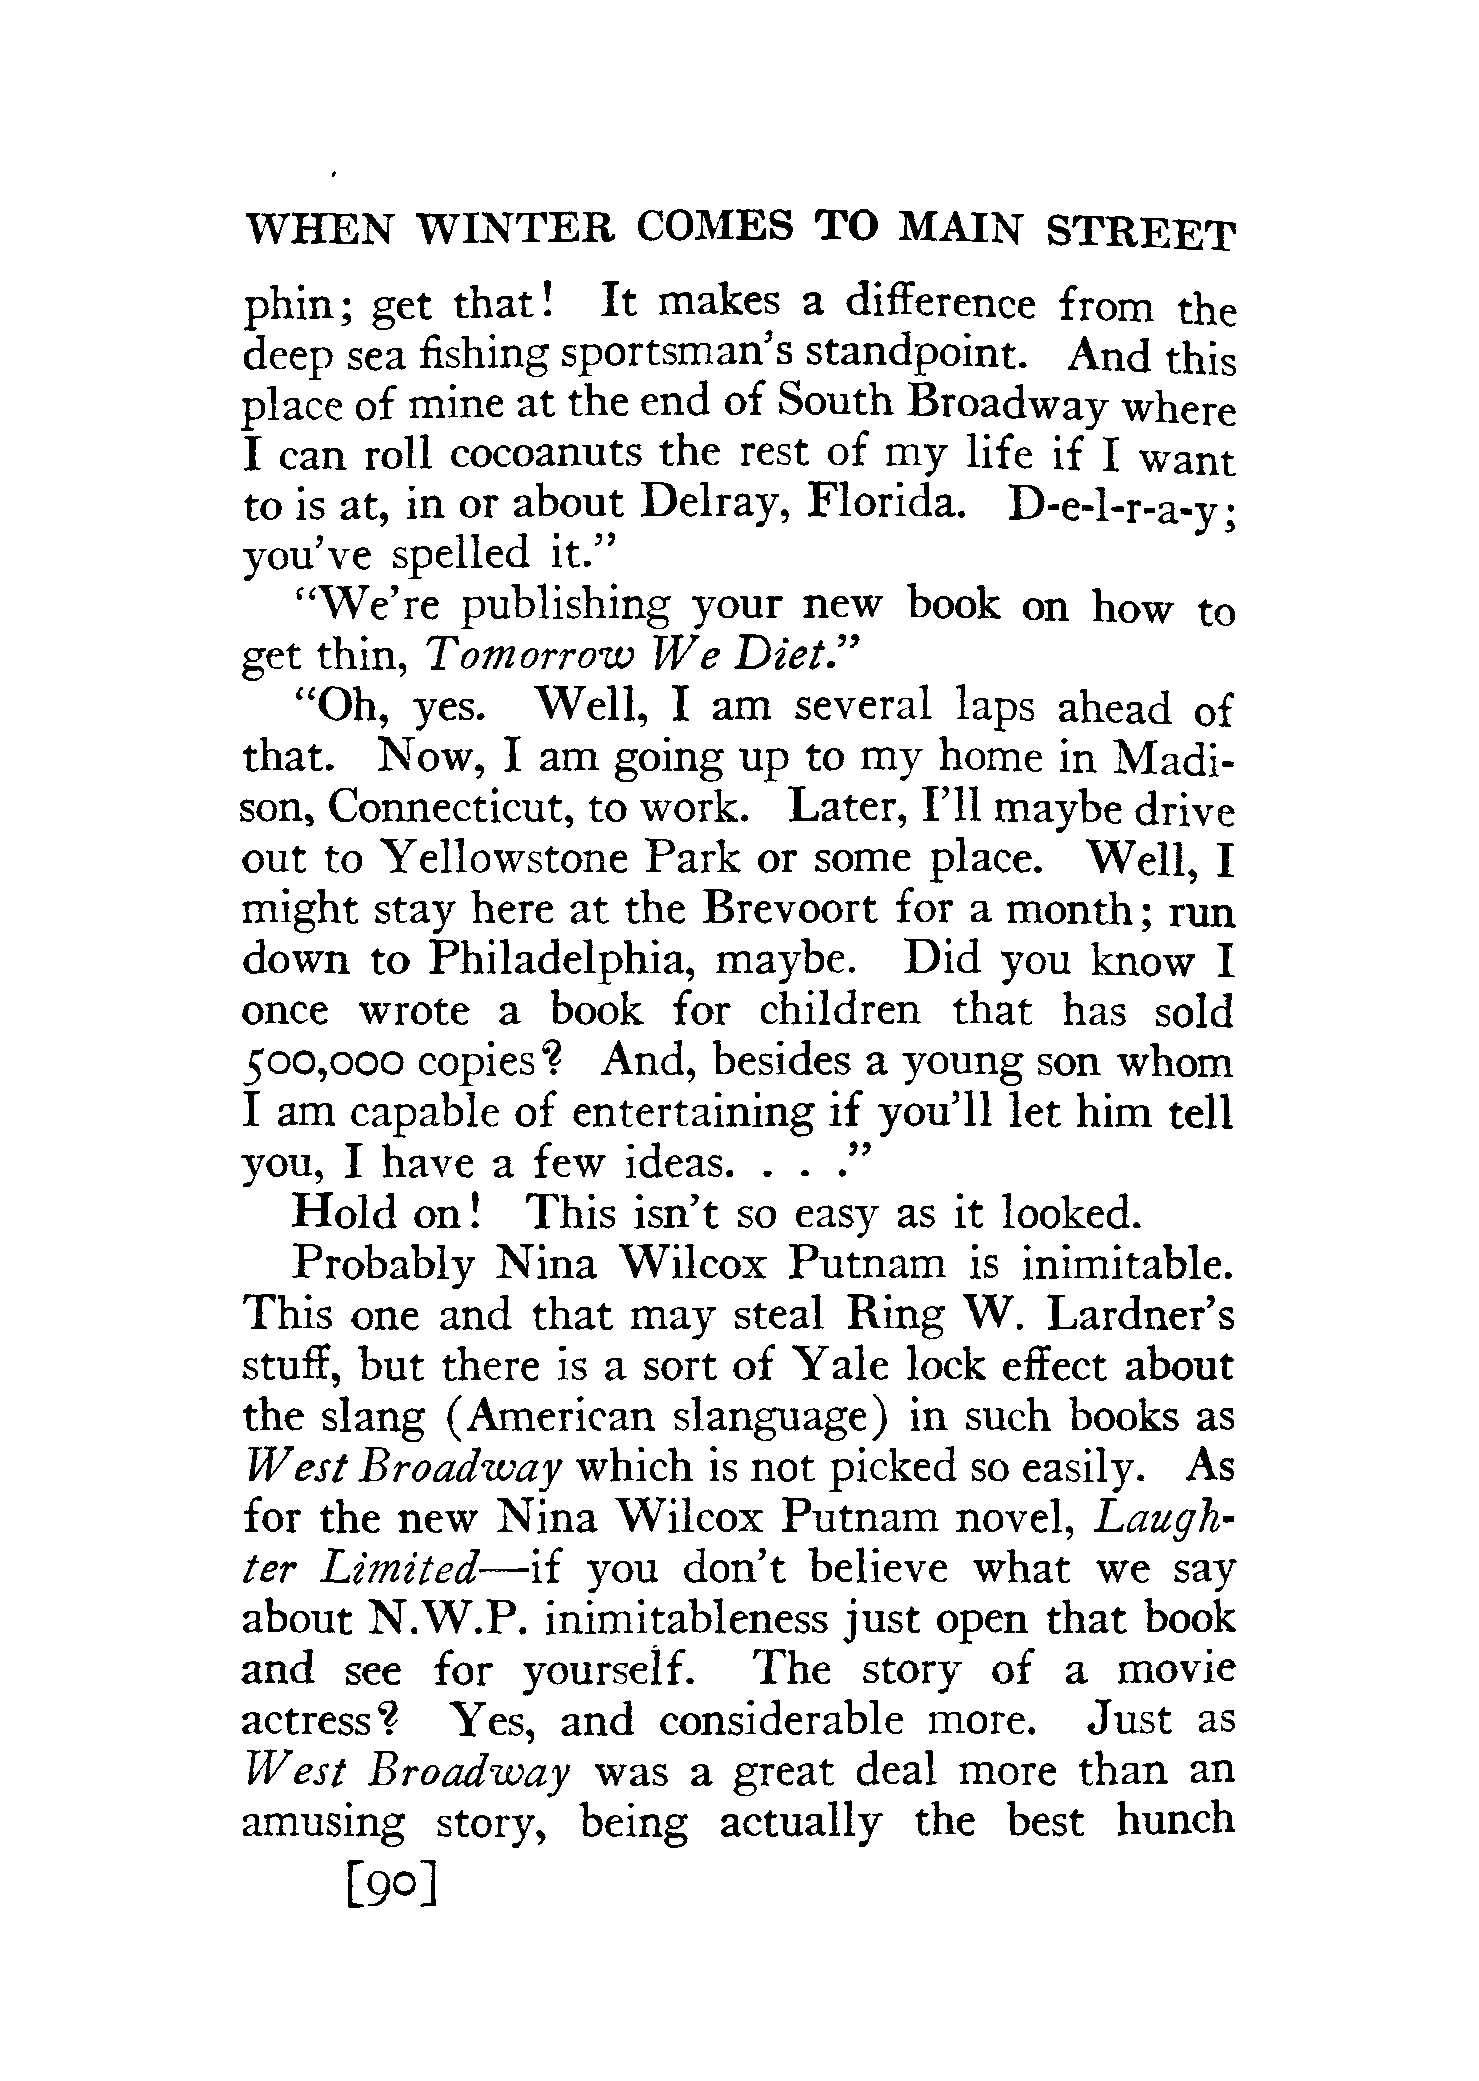 WHEN WINTER COMES TO MAIN STREET
phin; get that! It makes a difference from the
deep sea fishing sportsman's standpoint. And this
place of mine at the end of South Broadway where
I can roll cocoanuts the rest of my life if I want
to is at, in or about Delray, Florida. D-e-l-r-a-y;
you've spelled it."
"We're publishing your new book on how to
get thin, Tomorrow We Diet."
"Oh, yes. Well, I am several laps ahead of
that. Now, I am going up to my home in Madi-
son, Connecticut, to work. Later, I'll maybe drive
out to Yellowstone Park or some place. Well, I
might stay here at the Brevoort for a month; run
down to Philadelphia, maybe. Did you know I
once wrote a book for children that has sold
500,000 copies? And, besides a young son whom
I am capable of entertaining if you'll let him tell
you, I have a few ideas. . . ."
Hold on! This isn't so easy as it looked.
Probably Nina Wilcox Putnam is inimitable.
This one and that may steal Ring W. Lardner's
stuff, but there is a sort of Yale lock effect about
the slang (American slanguage) in such books as
West Broadway which is not picked so easily. As
for the new Nina Wilcox Putnam novel, Laugh-
ter Limited—if you don't believe what we say
about N.W.P. inimitableness just open that book
and see for yourself. The story of a movie
actress? Yes, and considerable more. Just as
West Broadway was a great deal more than an
amusing story, being actually the best hunch
[90]